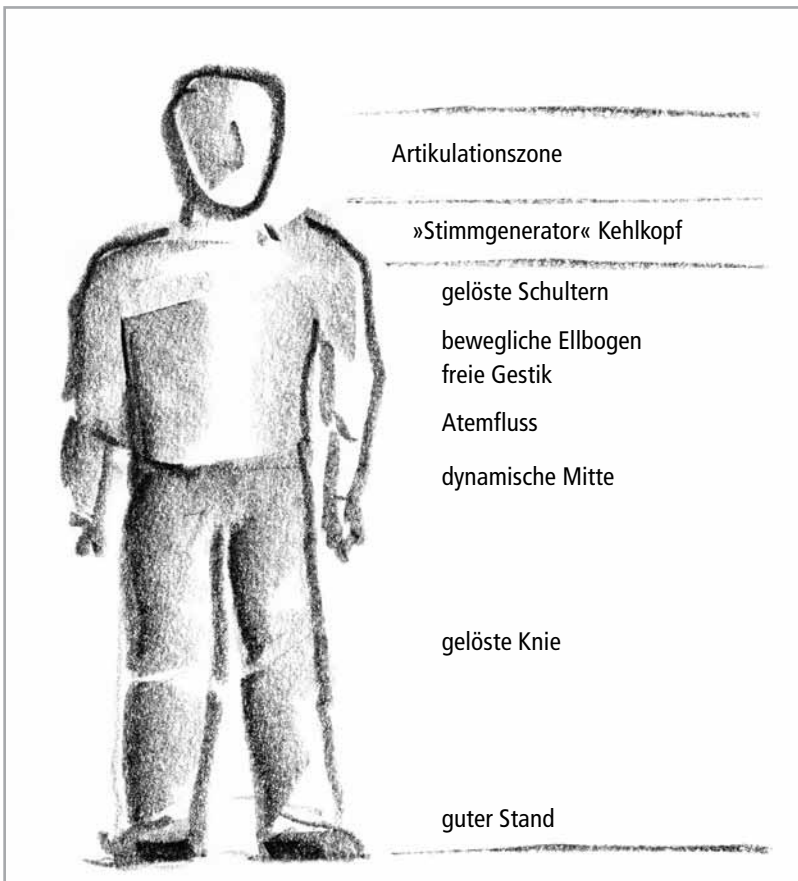 Artikulationszone
»Stimmgenerator« Kehlkopf
gelöste Schultern
bewegliche Ellbogen
freie Gestik
Atemfluss
dynamische Mitte
gelöste Knie
guter Stand